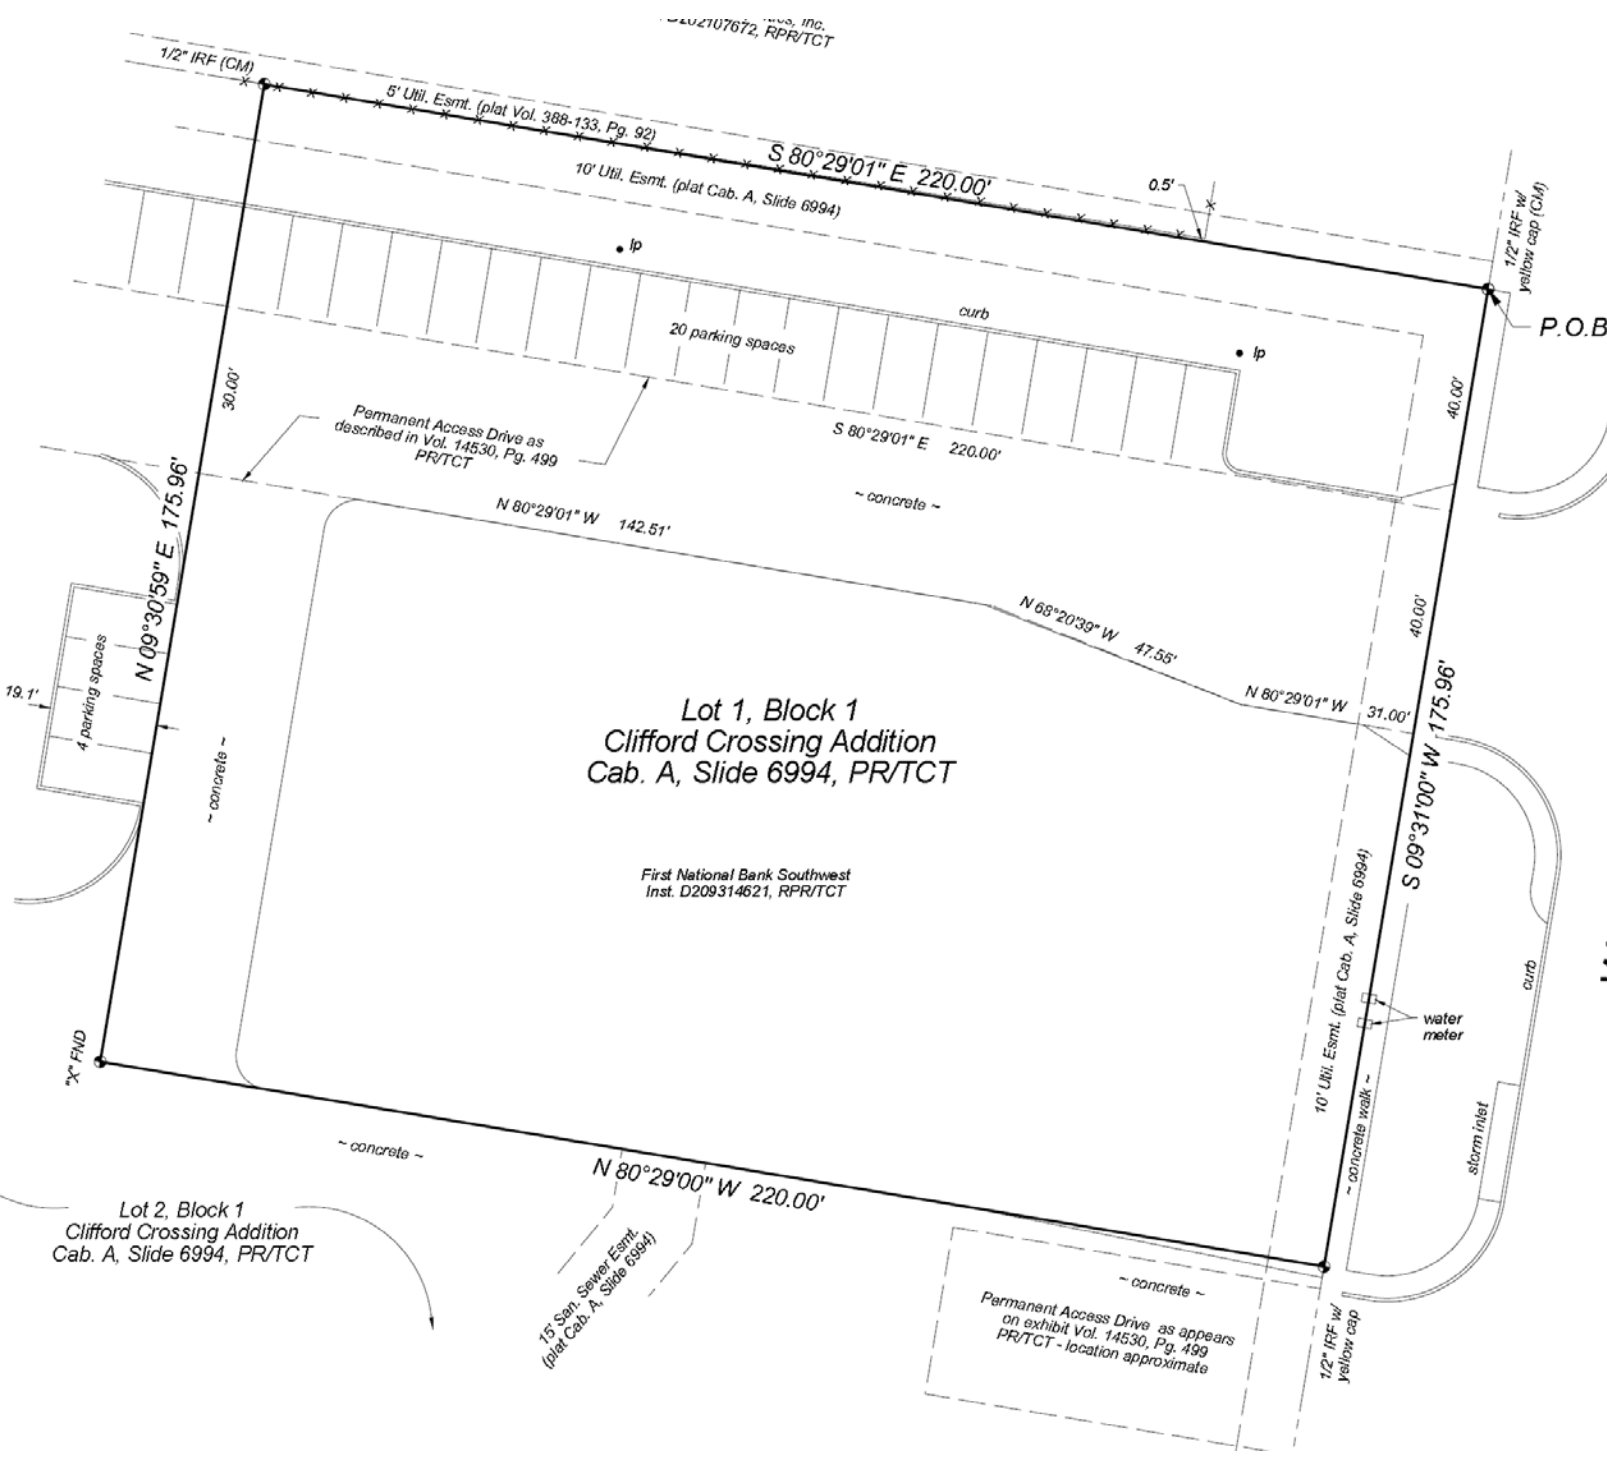 Inc.
D202107672, RPR/TCT
1/2" IRF (CM)
5' Util. Esmt. (plat Vol. 388-133, Pg. 92)
S 80°29'01" E 220.00'
10' Util. Esmt. (plat Cab. A, Slide 6994)
0.5'
1/2" IRF w/
yellow cap (CM)
lp
curb
20 parking spaces
lp
P.O.B
30.00'
40.00'
Permanent Access Drive as
described in Vol. 14530, Pg. 499
PR/TCT
S 80°29'01" E 220.00'
~ concrete ~
N 80°29'01" W 142.51'
N 09°30'59" E 175.96'
40.00'
N 68°20'39" W 47.55'
4 parking spaces
19.1'
N 80°29'01" W 31.00'
S 09°31'00" W 175.96'
Lot 1, Block 1
Clifford Crossing Addition
Cab. A, Slide 6994, PR/TCT
~ concrete ~
First National Bank Southwest
Inst. D209314621, RPR/TCT
10' Util. Esmt. (plat Cab. A, Slide 6994)
curb
water
meter
"X" FND
~ concrete walk ~
storm inlet
~ concrete ~
N 80°29'00" W 220.00'
Lot 2, Block 1
Clifford Crossing Addition
Cab. A, Slide 6994, PR/TCT
15' San. Sewer Esmt.
(plat Cab. A, Slide 6994)
~ concrete ~
Permanent Access Drive as appears
on exhibit Vol. 14530, Pg. 499
PR/TCT - location approximate
1/2" IRF w/
yellow cap